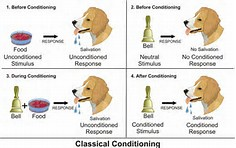 1. Before Conditioning
Food
Unconditioned
Stimulus
RESPONSE
Salivation
Unconditioned
Response
2. Before Conditioning
Bell
Neutral
Stimulus
RESPONSE
No Salivation
No Conditioned
Response
3. During Conditioning
Bell + Food
RESPONSE
Salivation
Unconditioned
Response
4. After Conditioning
Bell
Conditioned
Stimulus
RESPONSE
Salivation
Conditioned
Response
Classical Conditioning